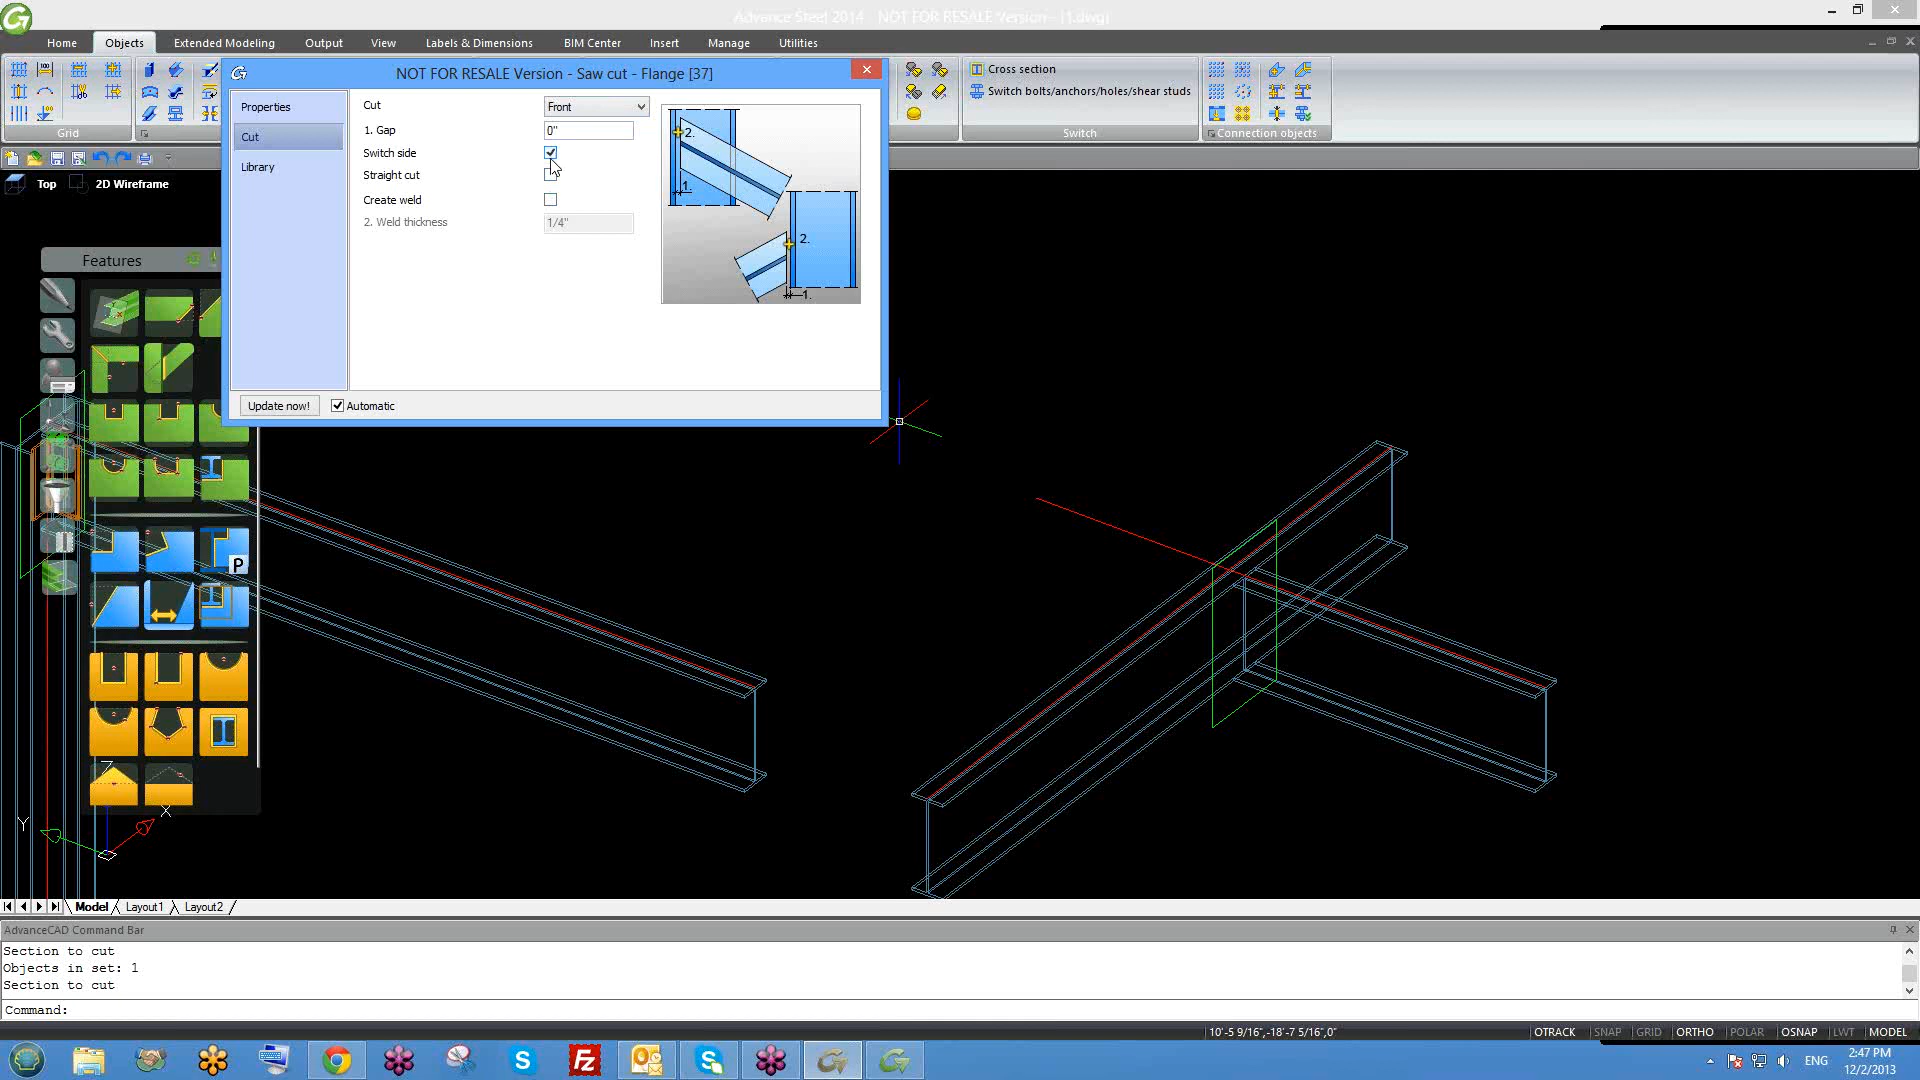 Advance Steel 2014   NOT FOR RESALE Version - [1.dwg]
Home
Objects
Extended Modeling
Output
View
Labels & Dimensions
BIM Center
Insert
Manage
Utilities
NOT FOR RESALE Version - Saw cut - Flange [37]
Cross section
Switch bolts/anchors/holes/shear studs
Grid
Switch
Connection objects
Properties
Cut
Library
Cut
Front
1. Gap
0"
Switch side
Straight cut
Create weld
2. Weld thickness
1/4"
2.
1.
2.
1.
Update now!
Automatic
Top
2D Wireframe
Features
P
Z
X
Y
Model
Layout1
Layout2
AdvanceCAD Command Bar
Section to cut
Objects in set: 1
Section to cut
Command:
10'-5 9/16",-18'-7 5/16",0"
OTRACK
SNAP
GRID
ORTHO
POLAR
OSNAP
LWT
MODEL
ENG
2:47 PM
12/2/2013